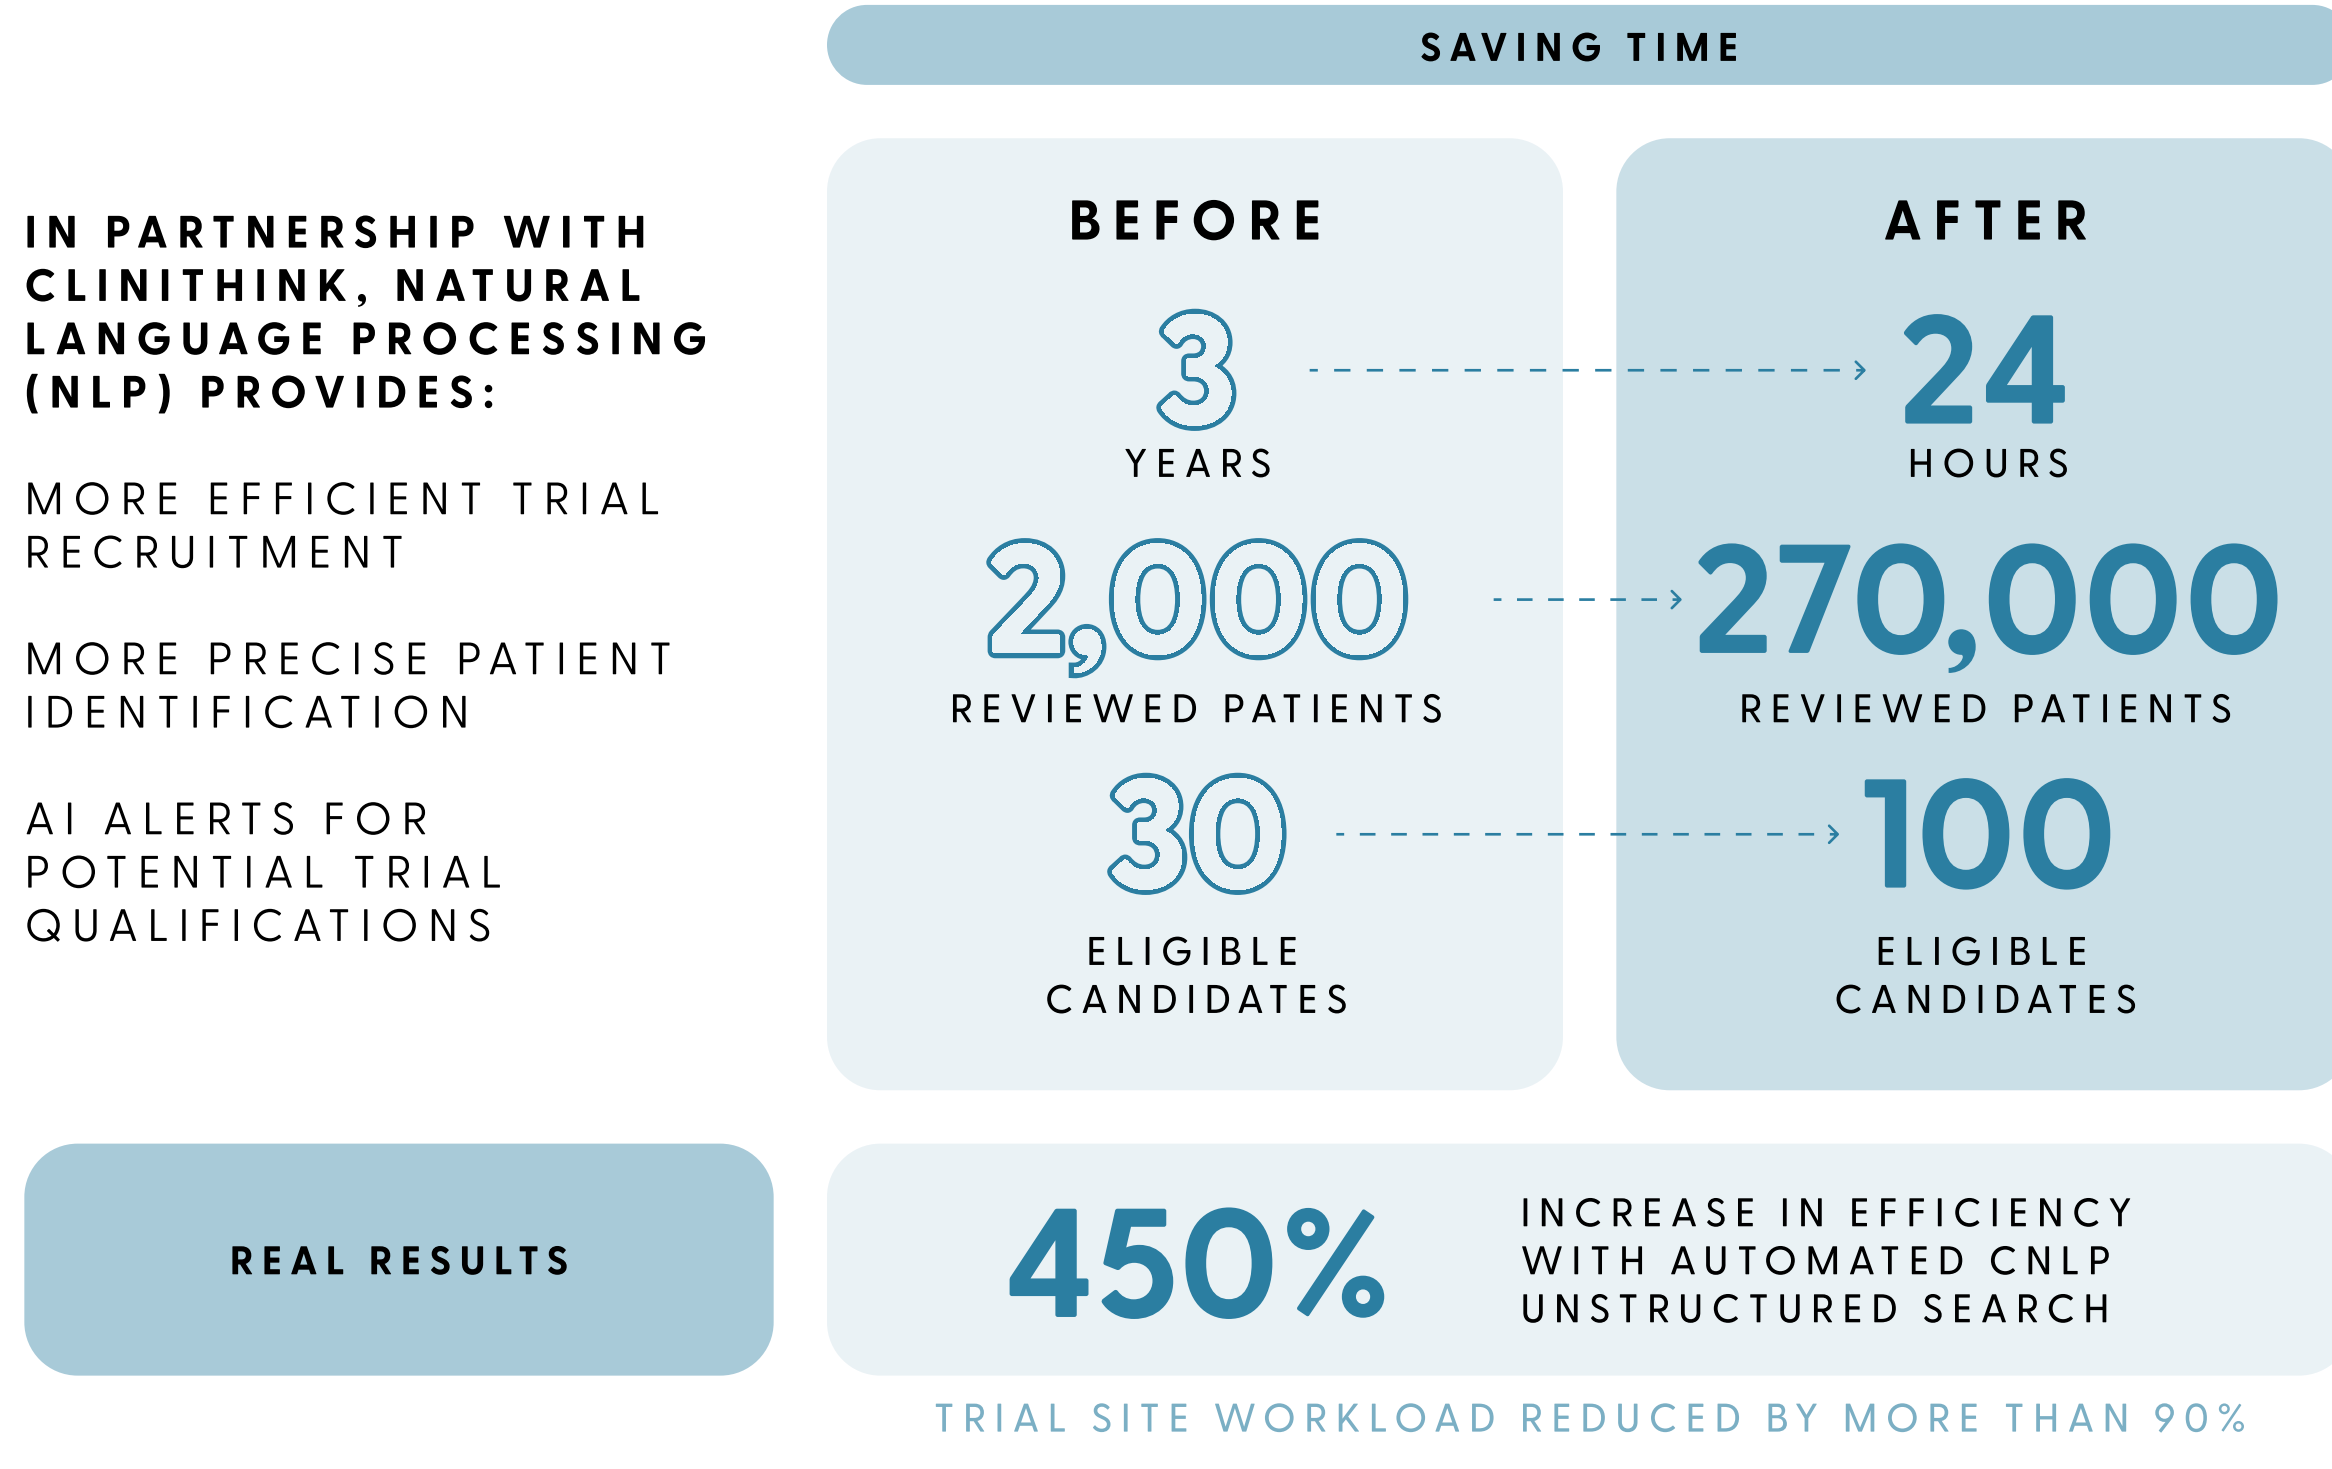 SAVING TIME
IN PARTNERSHIP WITH
CLINITHINK, NATURAL
LANGUAGE PROCESSING
(NLP) PROVIDES:
MORE EFFICIENT TRIAL
RECRUITMENT
MORE PRECISE PATIENT
IDENTIFICATION
AI ALERTS FOR
POTENTIAL TRIAL
QUALIFICATIONS
BEFORE
3
YEARS
2,000
REVIEWED PATIENTS
30
ELIGIBLE
CANDIDATES
AFTER
24
HOURS
270,000
REVIEWED PATIENTS
100
ELIGIBLE
CANDIDATES
REAL RESULTS
450%
INCREASE IN EFFICIENCY
WITH AUTOMATED CNLP
UNSTRUCTURED SEARCH
TRIAL SITE WORKLOAD REDUCED BY MORE THAN 90%